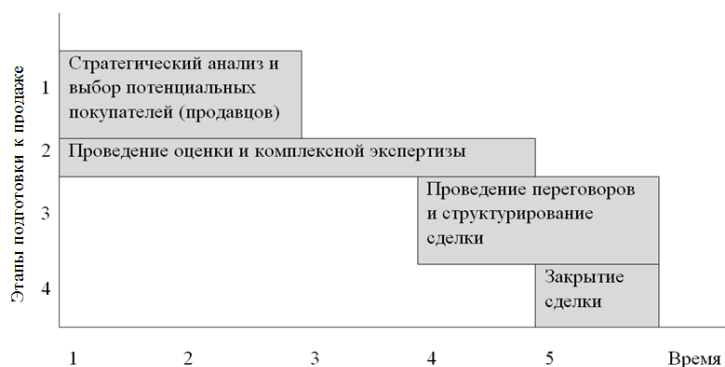 Этапы подготовки к продаже
1
Стратегический анализ и
выбор потенциальных
покупателей (продавцов)
2
Проведение оценки и комплексной экспертизы
3
Проведение переговоров
и структурирование
сделки
4
Закрытие
сделки
1 2 3 4 5 Время